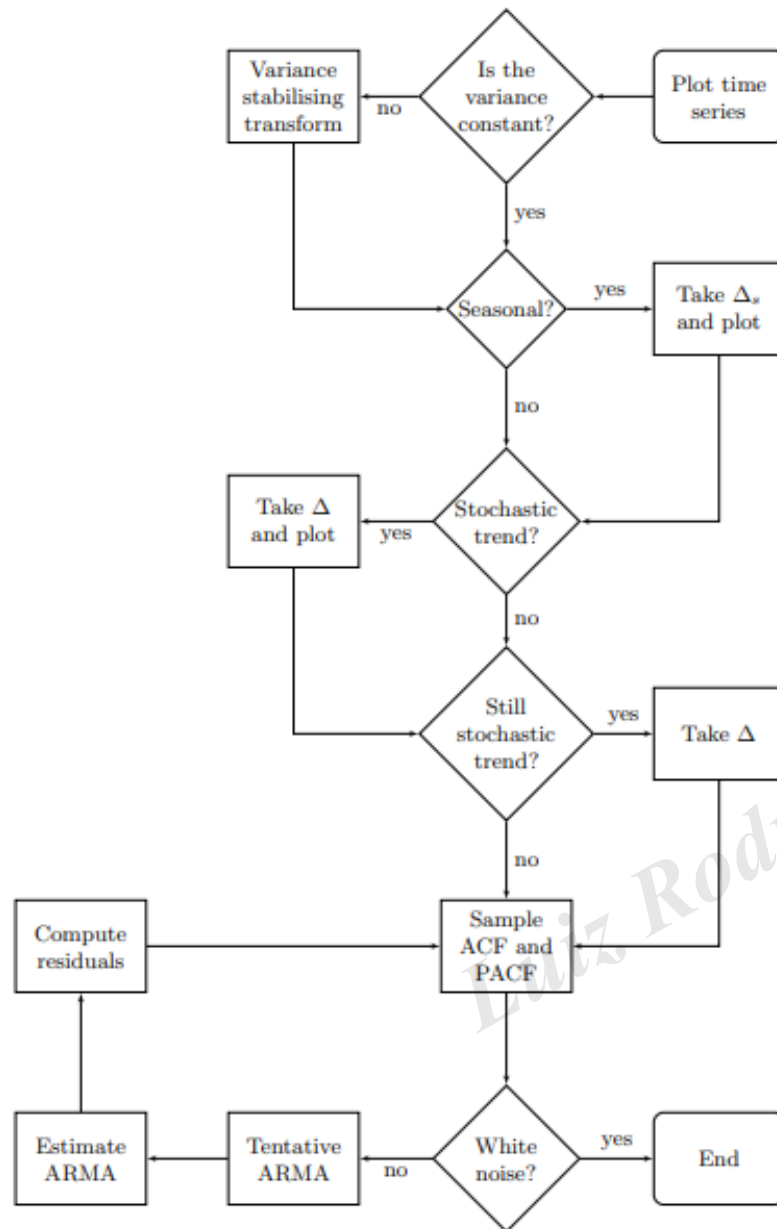 Variance
stabilising
transform
no
Is the
variance
constant?
Plot time
series
yes
Seasonal?
yes
Take Δₛ
and plot
no
Take Δ
and plot
yes
Stochastic
trend?
no
Still
stochastic
trend?
yes
Take Δ
no
Compute
residuals
Sample
ACF and
PACF
Luiz
Estimate
ARMA
Tentative
ARMA
no
White
noise?
yes
End